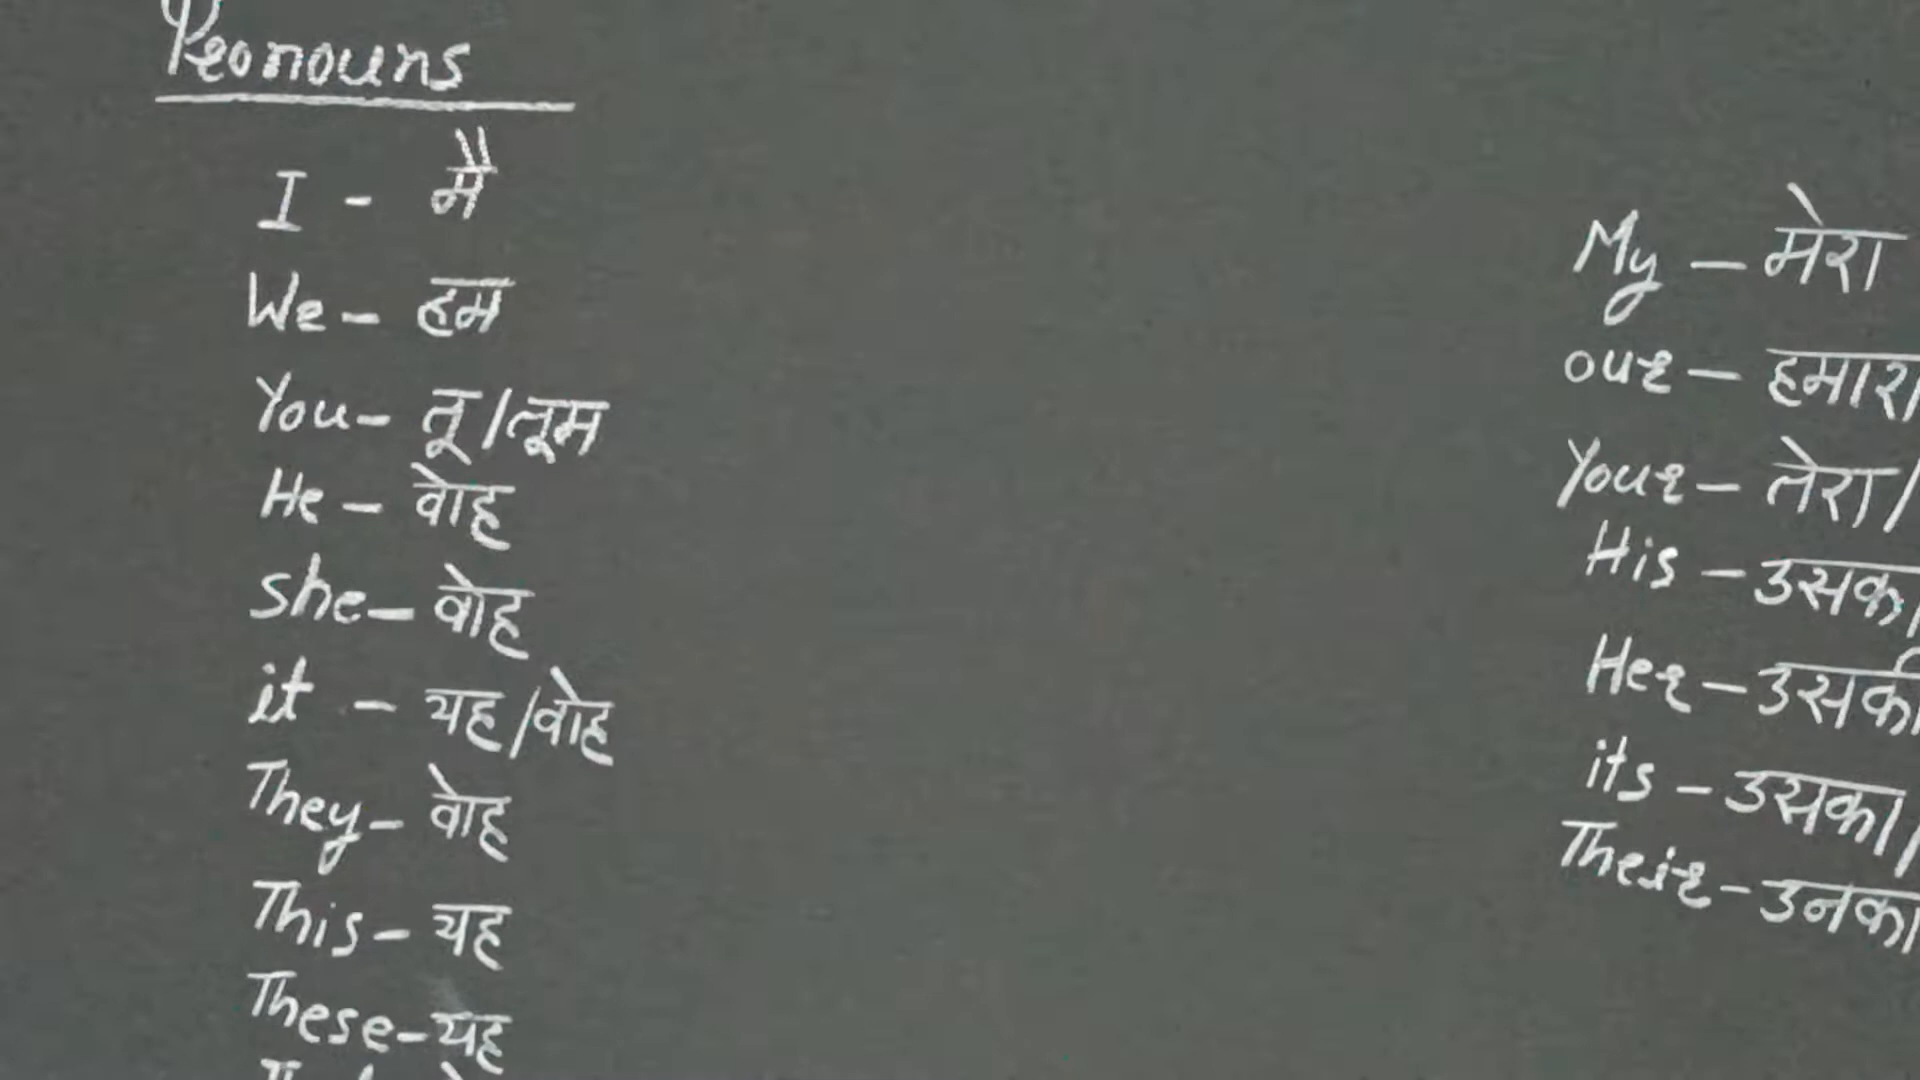 Pronouns
I - मै
We - हम
You - तू/तूम
He - वोह
she - वोह
it - यह/वोह
They - वोह
This - यह
These - यह
My - मेरा
our - हमारा
Your - तेरा/
His - उसका
Her - उसकी
its - उसका/
Their - उनका